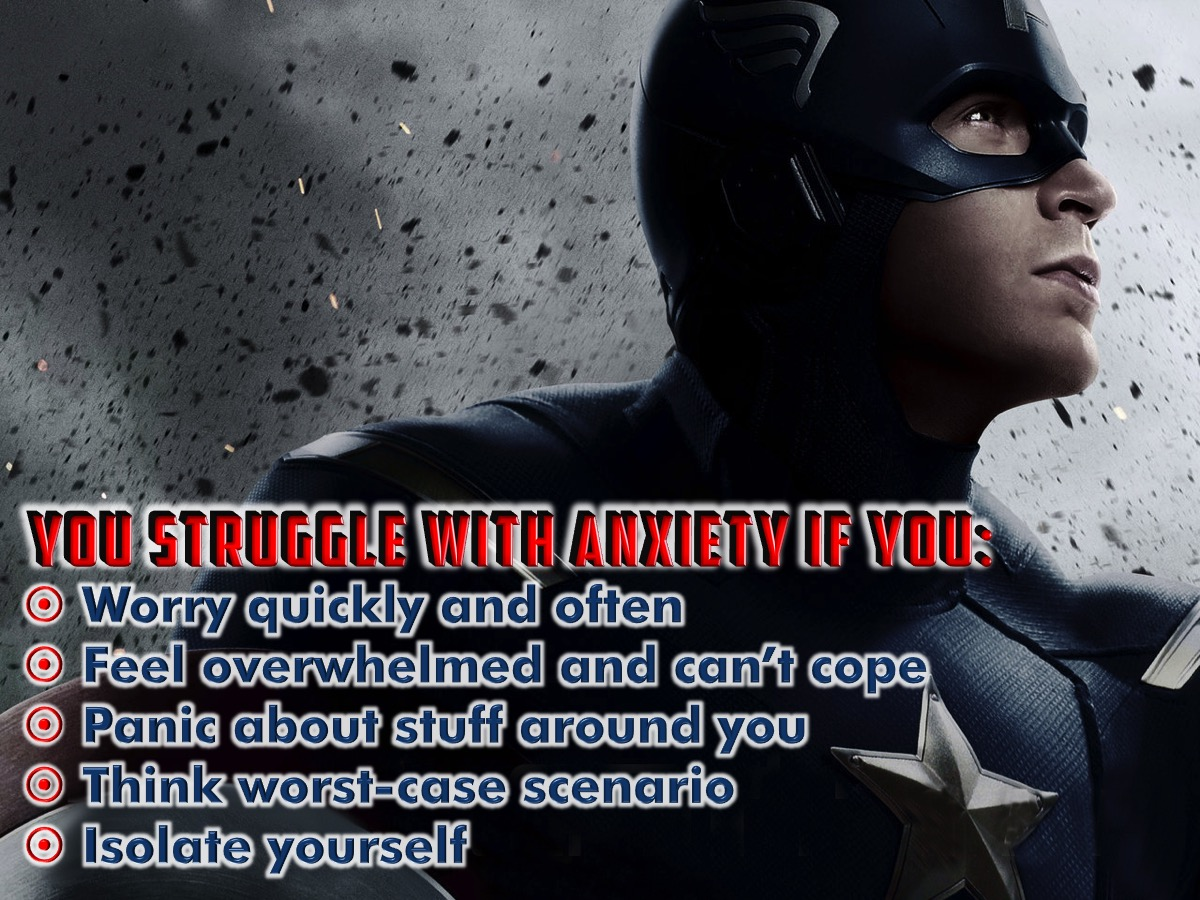 YOU STRUGGLE WITH ANXIETY IF YOU:
Worry quickly and often
Feel overwhelmed and can't cope
Panic about stuff around you
Think worst-case scenario
Isolate yourself